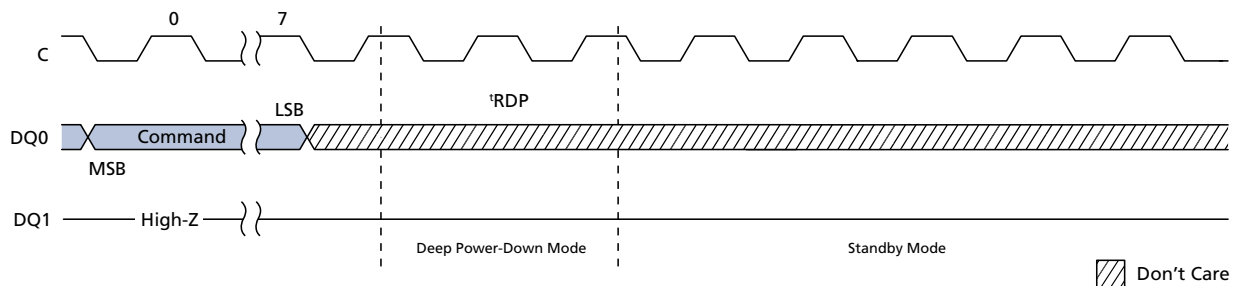 0 7
C
LSB
ᵗRDP
DQ0 Command
MSB
DQ1 High-Z
Deep Power-Down Mode Standby Mode
Don't Care